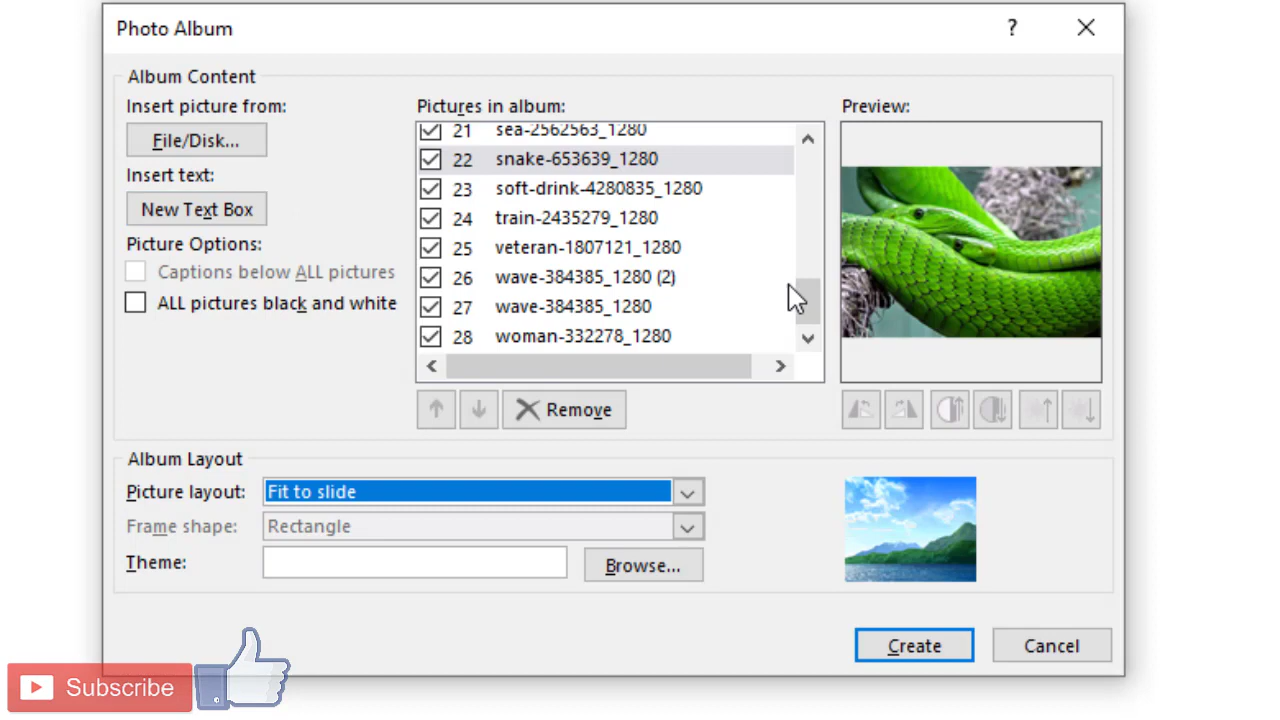 Photo Album
?
Album Content
Insert picture from:
File/Disk...
Insert text:
New Text Box
Picture Options:
Captions below ALL pictures
ALL pictures black and white
Pictures in album:
21 sea-2562563_1280
22 snake-653639_1280
23 soft-drink-4280835_1280
24 train-2435279_1280
25 veteran-1807121_1280
26 wave-384385_1280 (2)
27 wave-384385_1280
28 woman-332278_1280
Remove
Preview:
Album Layout
Picture layout: Fit to slide
Frame shape: Rectangle
Theme:
Browse...
Create
Cancel
Subscribe